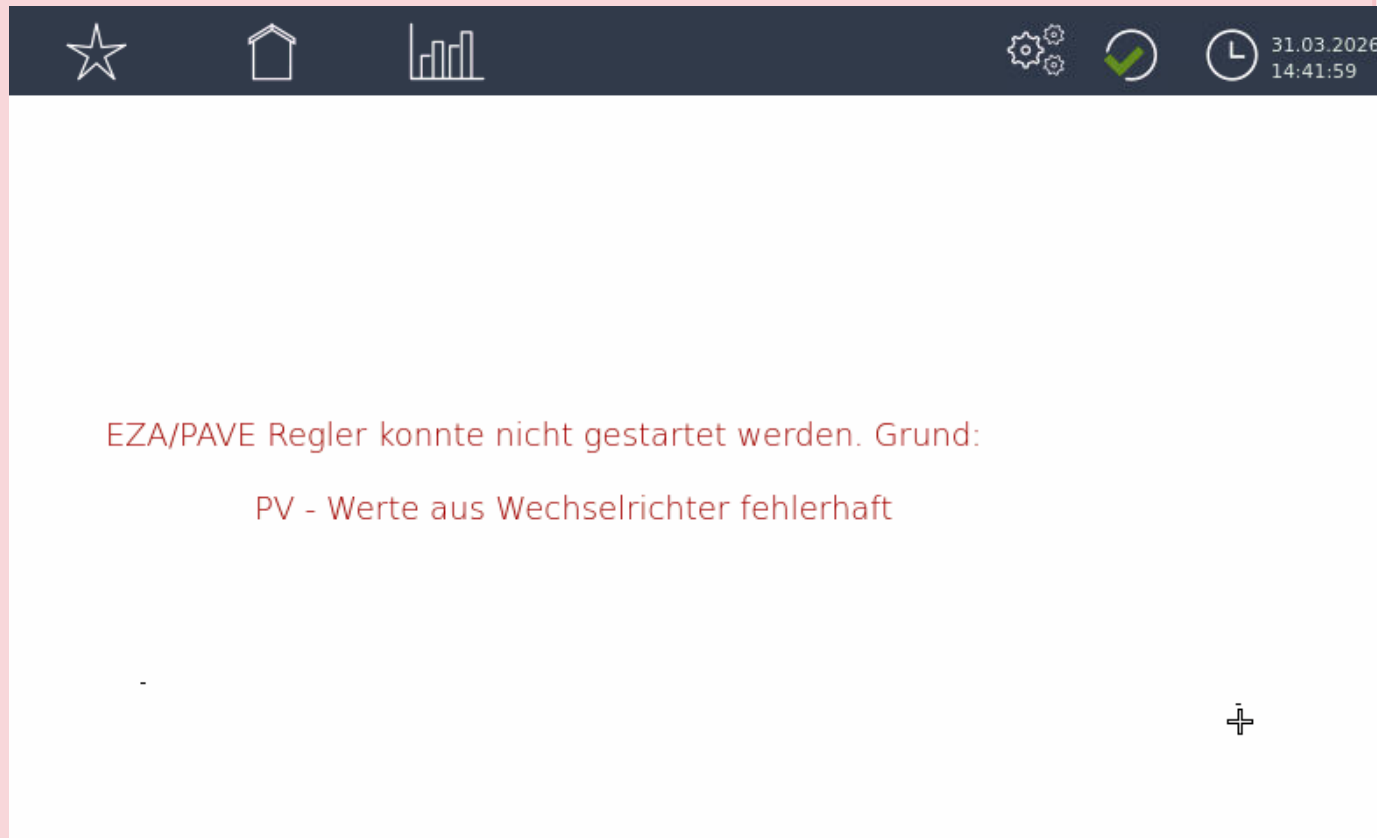 31.03.2026
14:41:59
EZA/PAVE Regler konnte nicht gestartet werden. Grund:
PV - Werte aus Wechselrichter fehlerhaft
-
-